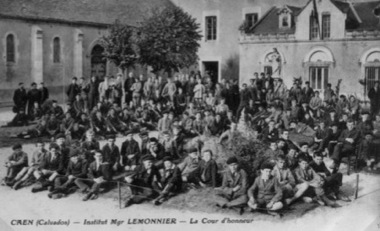 CAEN (Calvados) — Institut Mgr LEMONNIER — La Cour d'honneur